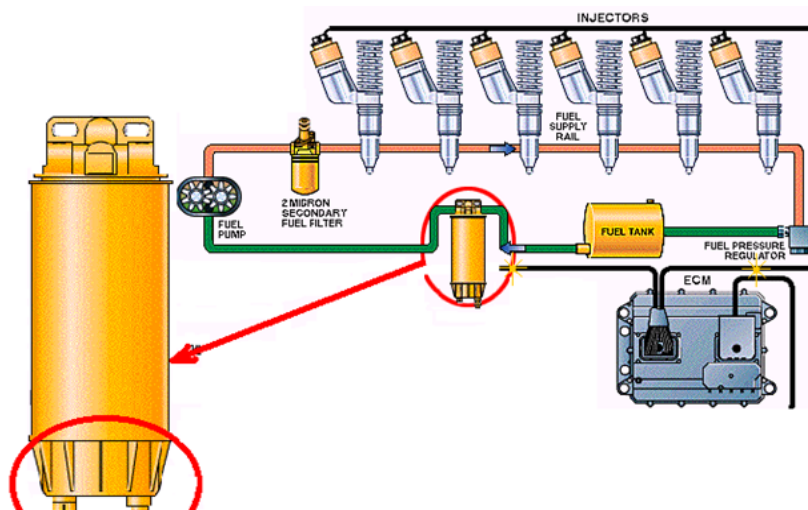 INJECTORS
FUEL
SUPPLY
RAIL
2 MICRON
SECONDARY
FUEL FILTER
FUEL
PUMP
FUEL TANK
FUEL PRESSURE
REGULATOR
ECM